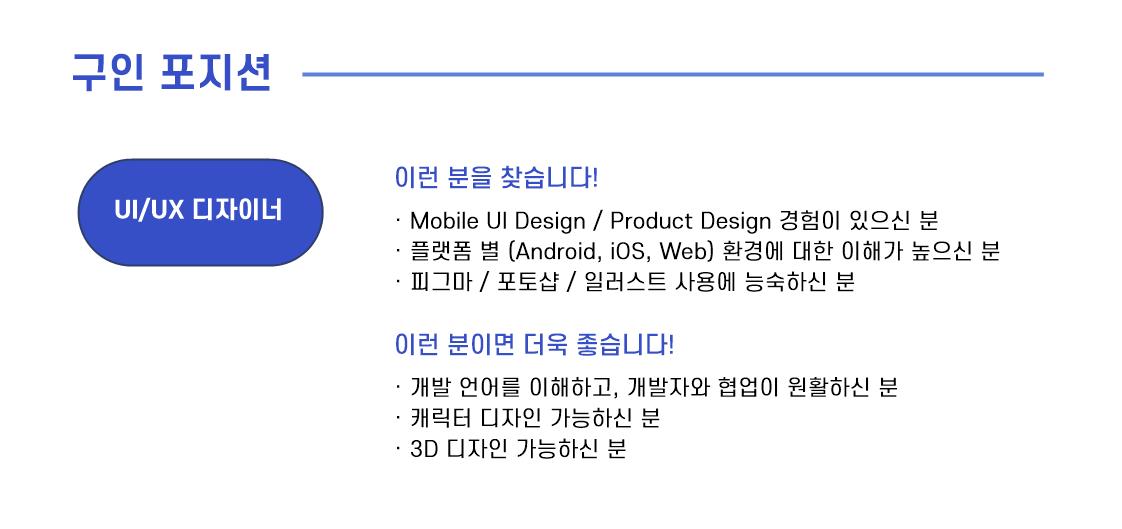 구인 포지션
UI/UX 디자이너
이런 분을 찾습니다!
· Mobile UI Design / Product Design 경험이 있으신 분
· 플랫폼 별 (Android, iOS, Web) 환경에 대한 이해가 높으신 분
· 피그마 / 포토샵 / 일러스트 사용에 능숙하신 분
이런 분이면 더욱 좋습니다!
· 개발 언어를 이해하고, 개발자와 협업이 원활하신 분
· 캐릭터 디자인 가능하신 분
· 3D 디자인 가능하신 분